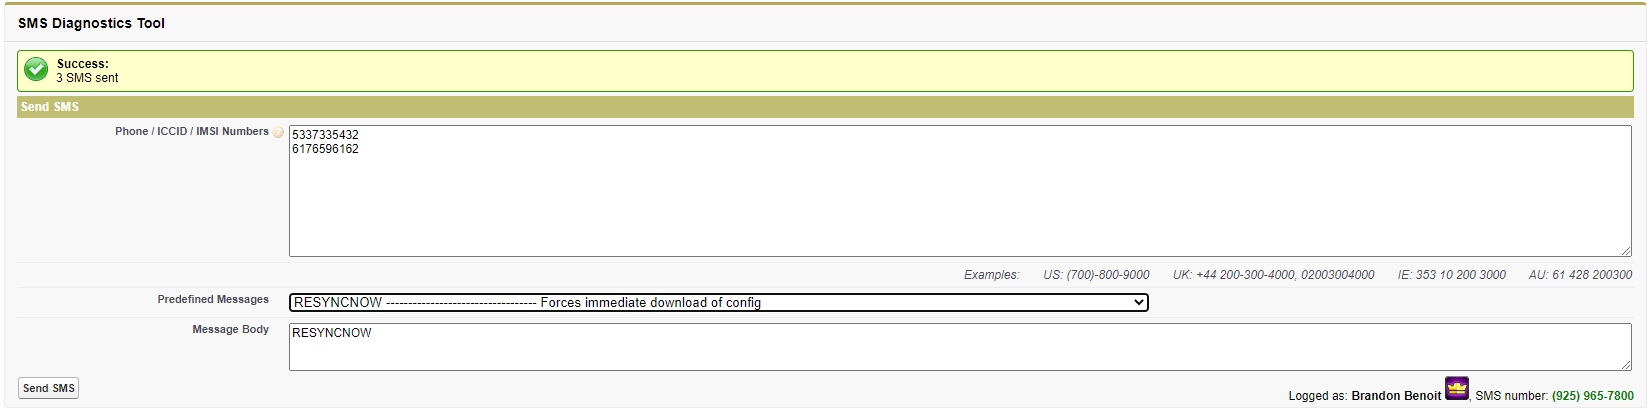 SMS Diagnostics Tool
Success:
3 SMS sent
Send SMS
Phone / ICCID / IMSI Numbers ?
5337335432
6176596162
Examples: US: (700)-800-9000 UK: +44 200-300-4000, 02003004000 IE: 353 10 200 3000 AU: 61 428 200300
Predefined Messages RESYNCNOW ---------------------------------- Forces immediate download of config
Message Body RESYNCNOW
Send SMS
Logged as: Brandon Benoit , SMS number: (925) 965-7800